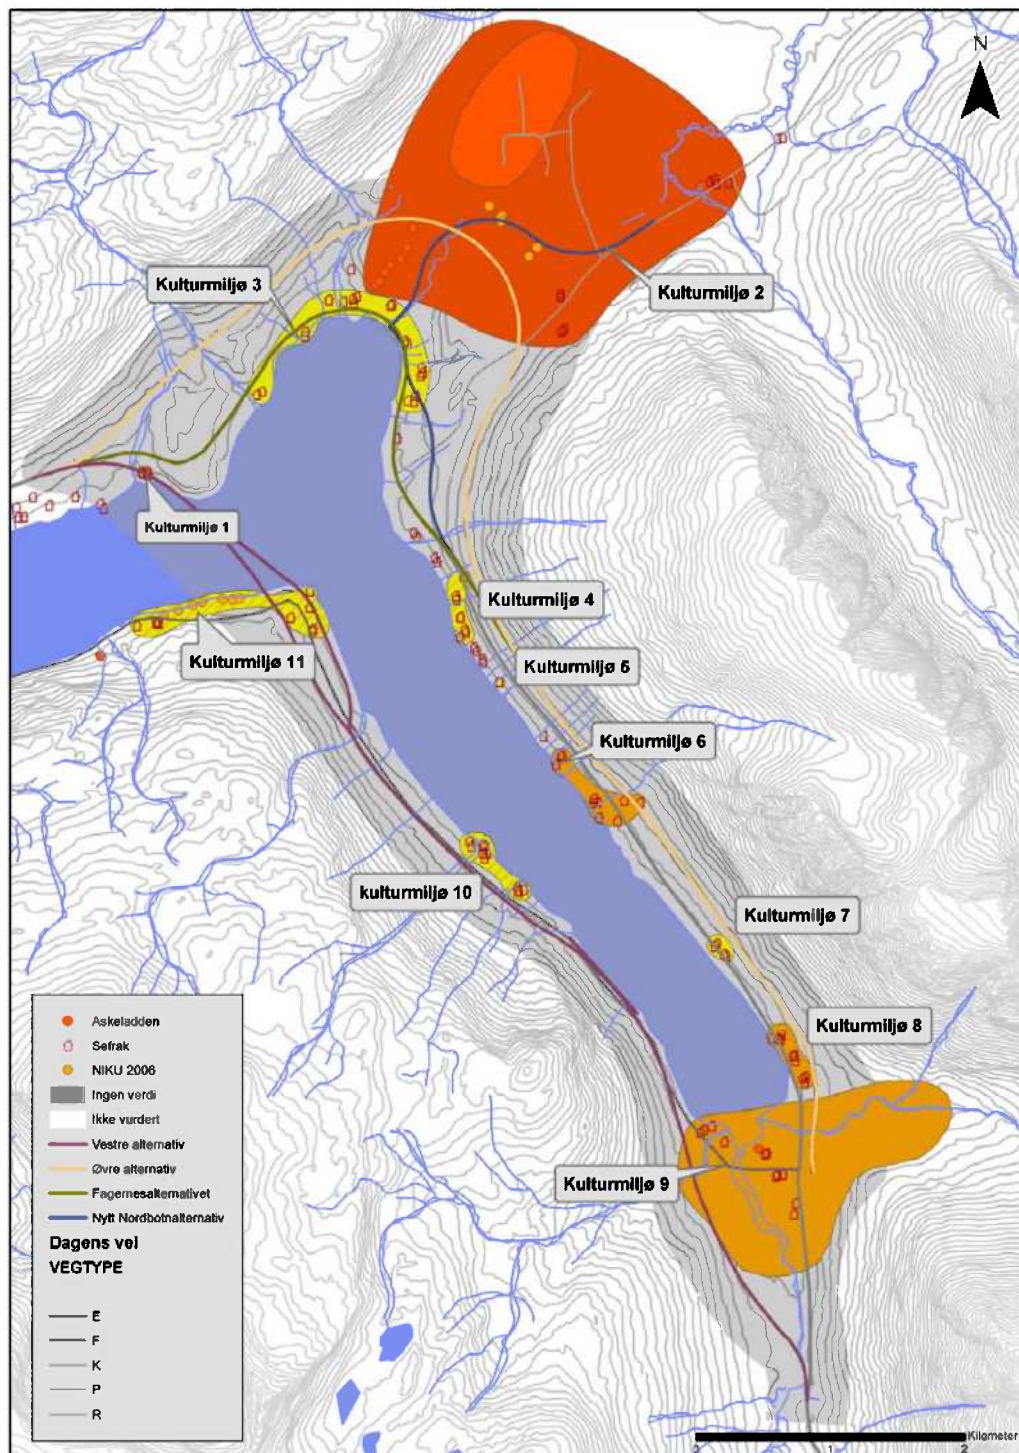 N
Kulturmiljø 3
Kulturmiljø 2
Kulturmiljø 1
Kulturmiljø 4
Kulturmiljø 11
Kulturmiljø 5
Kulturmiljø 6
kulturmiljø 10
Kulturmiljø 7
Kulturmiljø 8
Kulturmiljø 9
Askeladden
Sefrak
NIKU 2006
Ingen verdi
Ikke vurdert
Vestre alternativ
Øvre alternativ
Fagernesalternativet
Nytt Nordbotnalternativ
Dagens vei
VEGTYPE
E
F
K
P
R
Kilometer
0 1 2